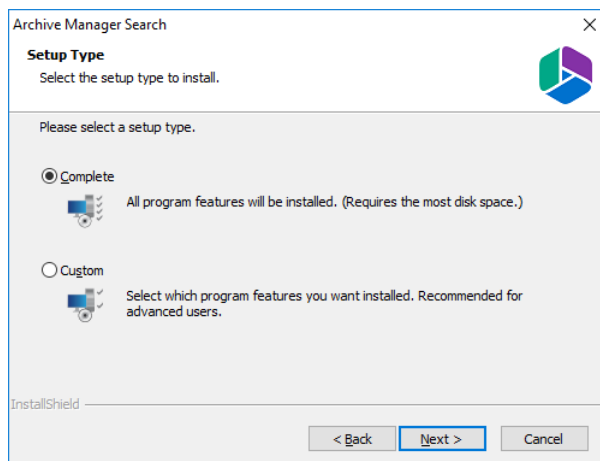 Archive Manager Search
Setup Type
Select the setup type to install.
Please select a setup type.
Complete
All program features will be installed. (Requires the most disk space.)
Custom
Select which program features you want installed. Recommended for
advanced users.
InstallShield
< Back
Next >
Cancel